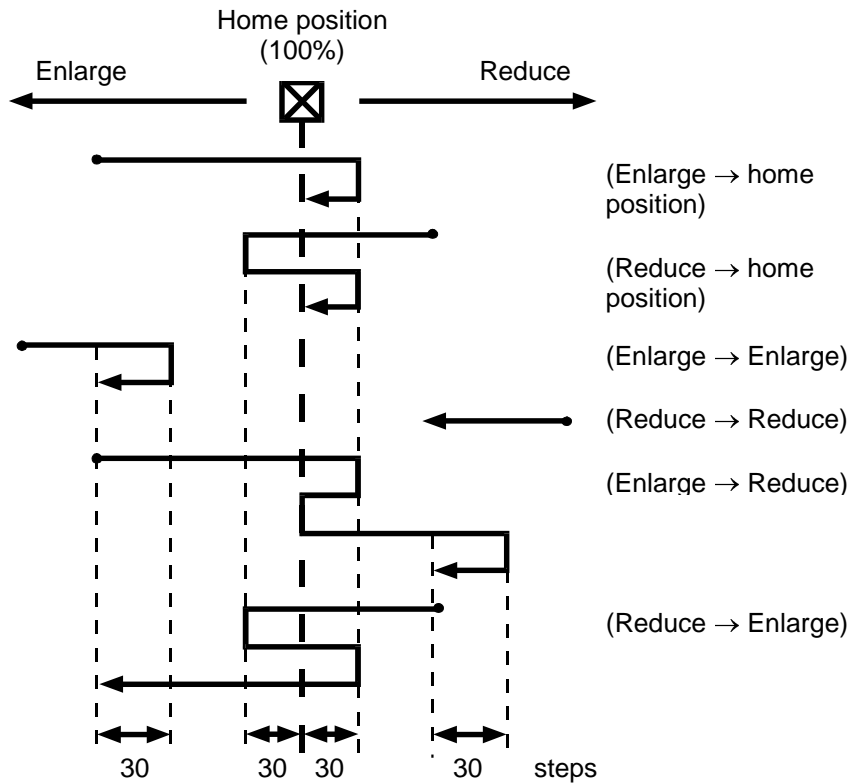 Home position
(100%)
Enlarge
Reduce
(Enlarge → home
position)
(Reduce → home
position)
(Enlarge → Enlarge)
(Reduce → Reduce)
(Enlarge → Reduce)
(Reduce → Enlarge)
30 30 30 30 steps